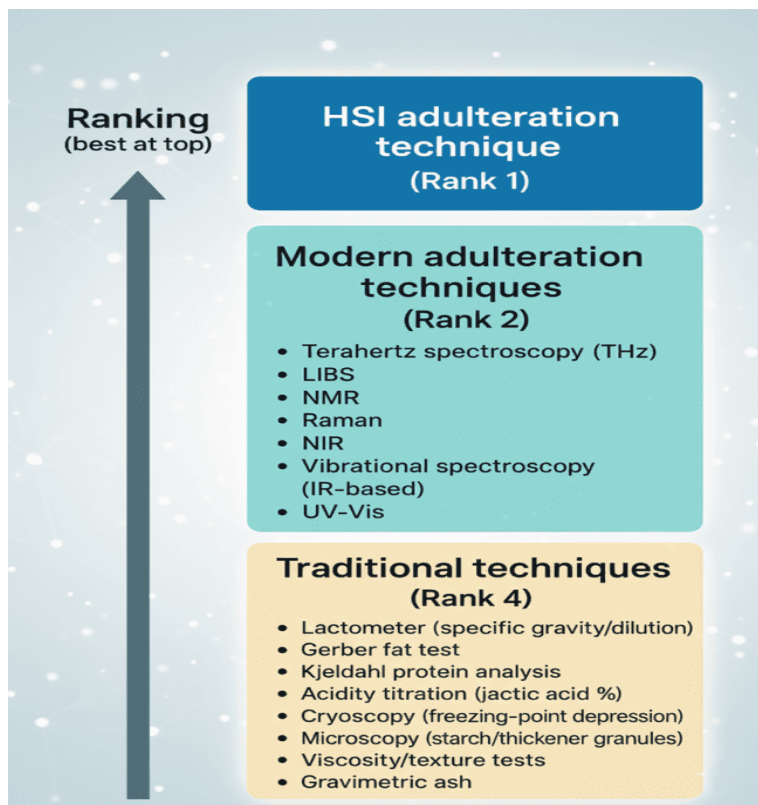 Ranking
(best at top)
HSI adulteration
technique
(Rank 1)
Modern adulteration
techniques
(Rank 2)
• Terahertz spectroscopy (THz)
• LIBS
• NMR
• Raman
• NIR
• Vibrational spectroscopy
(IR-based)
• UV-Vis
Traditional techniques
(Rank 4)
• Lactometer (specific gravity/dilution)
• Gerber fat test
• Kjeldahl protein analysis
• Acidity titration (jactic acid %)
• Cryoscopy (freezing-point depression)
• Microscopy (starch/thickener granules)
• Viscosity/texture tests
• Gravimetric ash